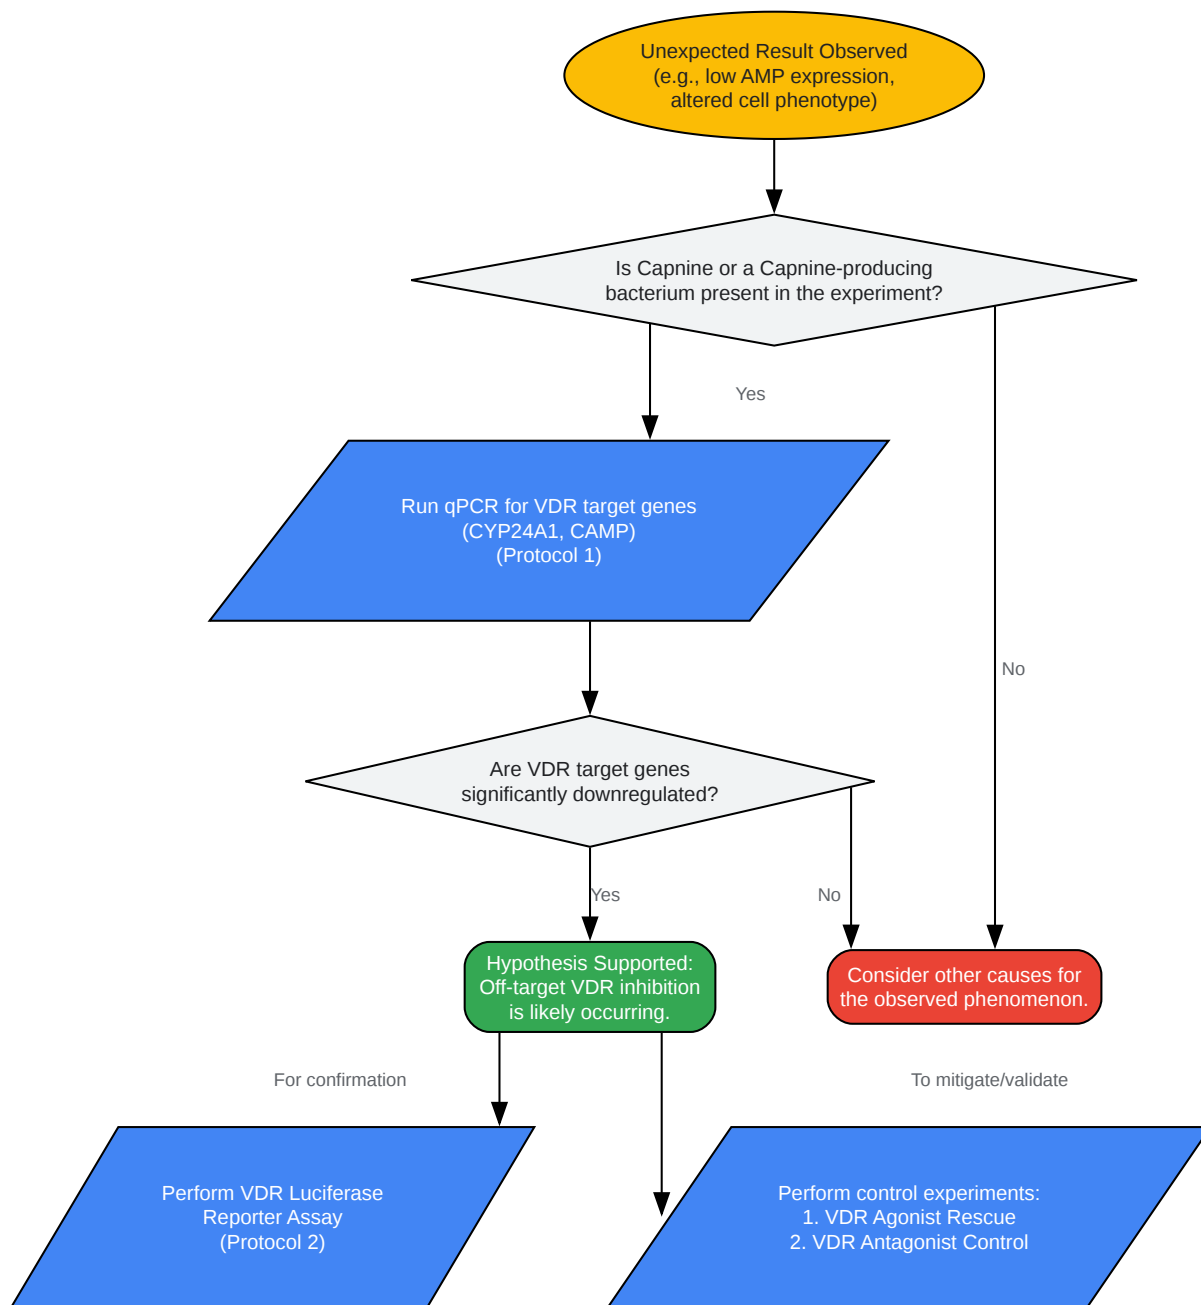 Unexpected Result Observed
(e.g., low AMP expression,
altered cell phenotype)
Is Capnine or a Capnine-producing
bacterium present in the experiment?
Yes
Run qPCR for VDR target genes
(CYP24A1, CAMP)
(Protocol 1)
No
Are VDR target genes
significantly downregulated?
Yes
No
Hypothesis Supported:
Off-target VDR inhibition
is likely occurring.
Consider other causes for
the observed phenomenon.
For confirmation
To mitigate/validate
Perform VDR Luciferase
Reporter Assay
(Protocol 2)
Perform control experiments:
1. VDR Agonist Rescue
2. VDR Antagonist Control